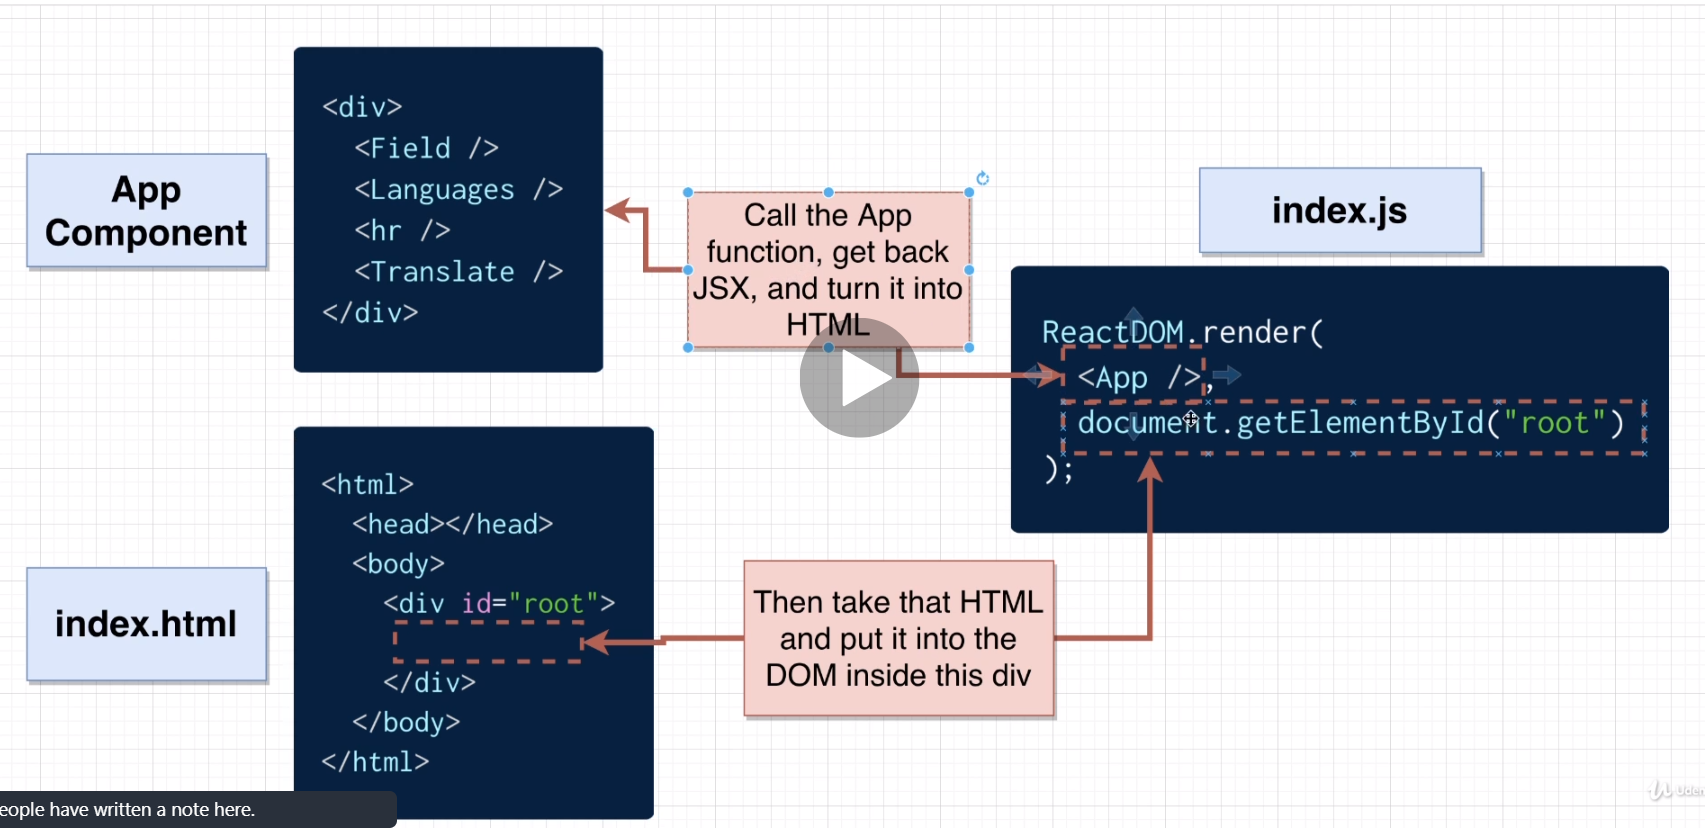 <div>
<Field />
<Languages />
<hr />
<Translate />
</div>
App
Component
Call the App
function, get back
JSX, and turn it into
HTML
index.js
ReactDOM.render(
<App />,
document.getElementById("root")
);
<html>
<head></head>
<body>
<div id="root">
</div>
</body>
</html>
index.html
Then take that HTML
and put it into the
DOM inside this div
eople have written a note here.